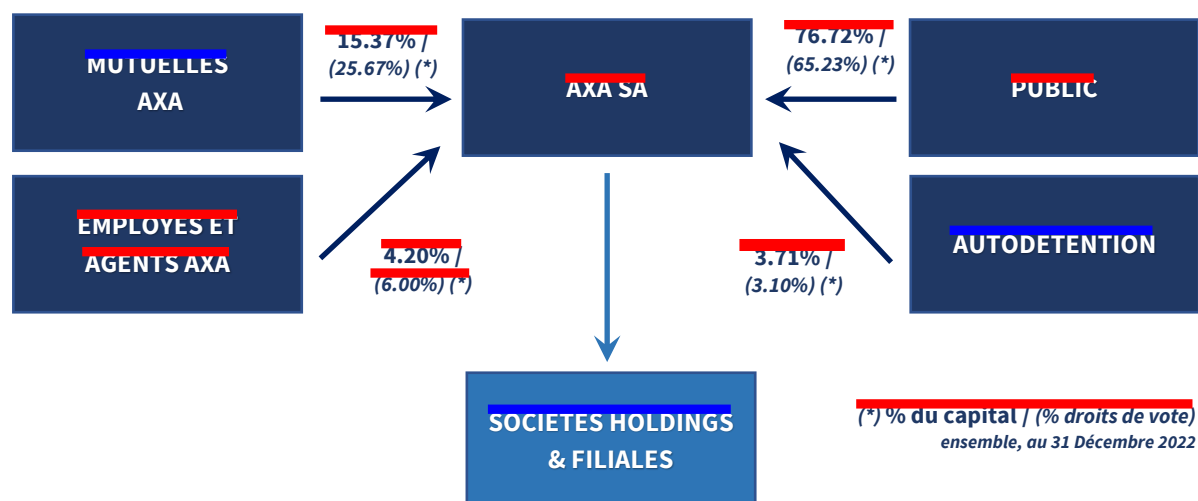 MUTUELLES
AXA
15.37% /
(25.67%) (*)
AXA SA
76.72% /
(65.23%) (*)
PUBLIC
EMPLOYES ET
AGENTS AXA
4.20% /
(6.00%) (*)
3.71% /
(3.10%) (*)
AUTODETENTION
SOCIETES HOLDINGS
& FILIALES
(*) % du capital / (% droits de vote)
ensemble, au 31 Décembre 2022